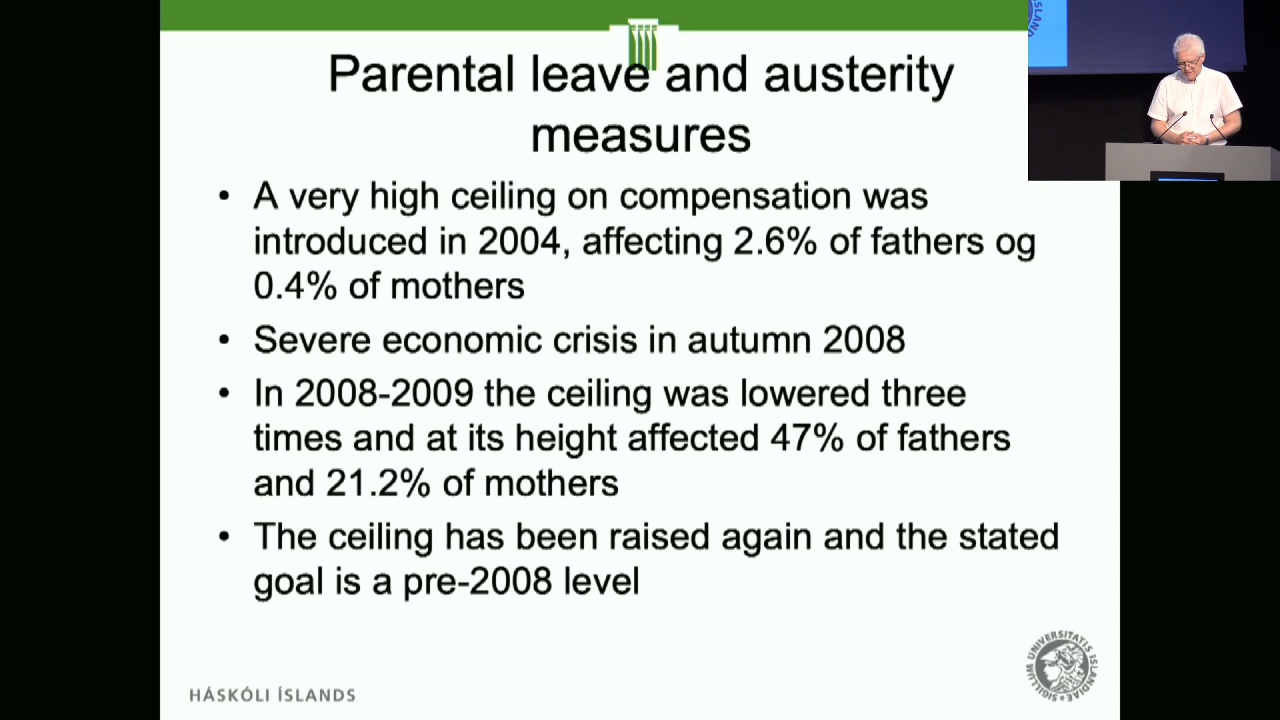 Parental leave and austerity
measures
• A very high ceiling on compensation was
introduced in 2004, affecting 2.6% of fathers og
0.4% of mothers
• Severe economic crisis in autumn 2008
• In 2008-2009 the ceiling was lowered three
times and at its height affected 47% of fathers
and 21.2% of mothers
• The ceiling has been raised again and the stated
goal is a pre-2008 level
HÁSKÓLI ÍSLANDS
SIGILLUM UNIVERSITATIS ISLANDIAE